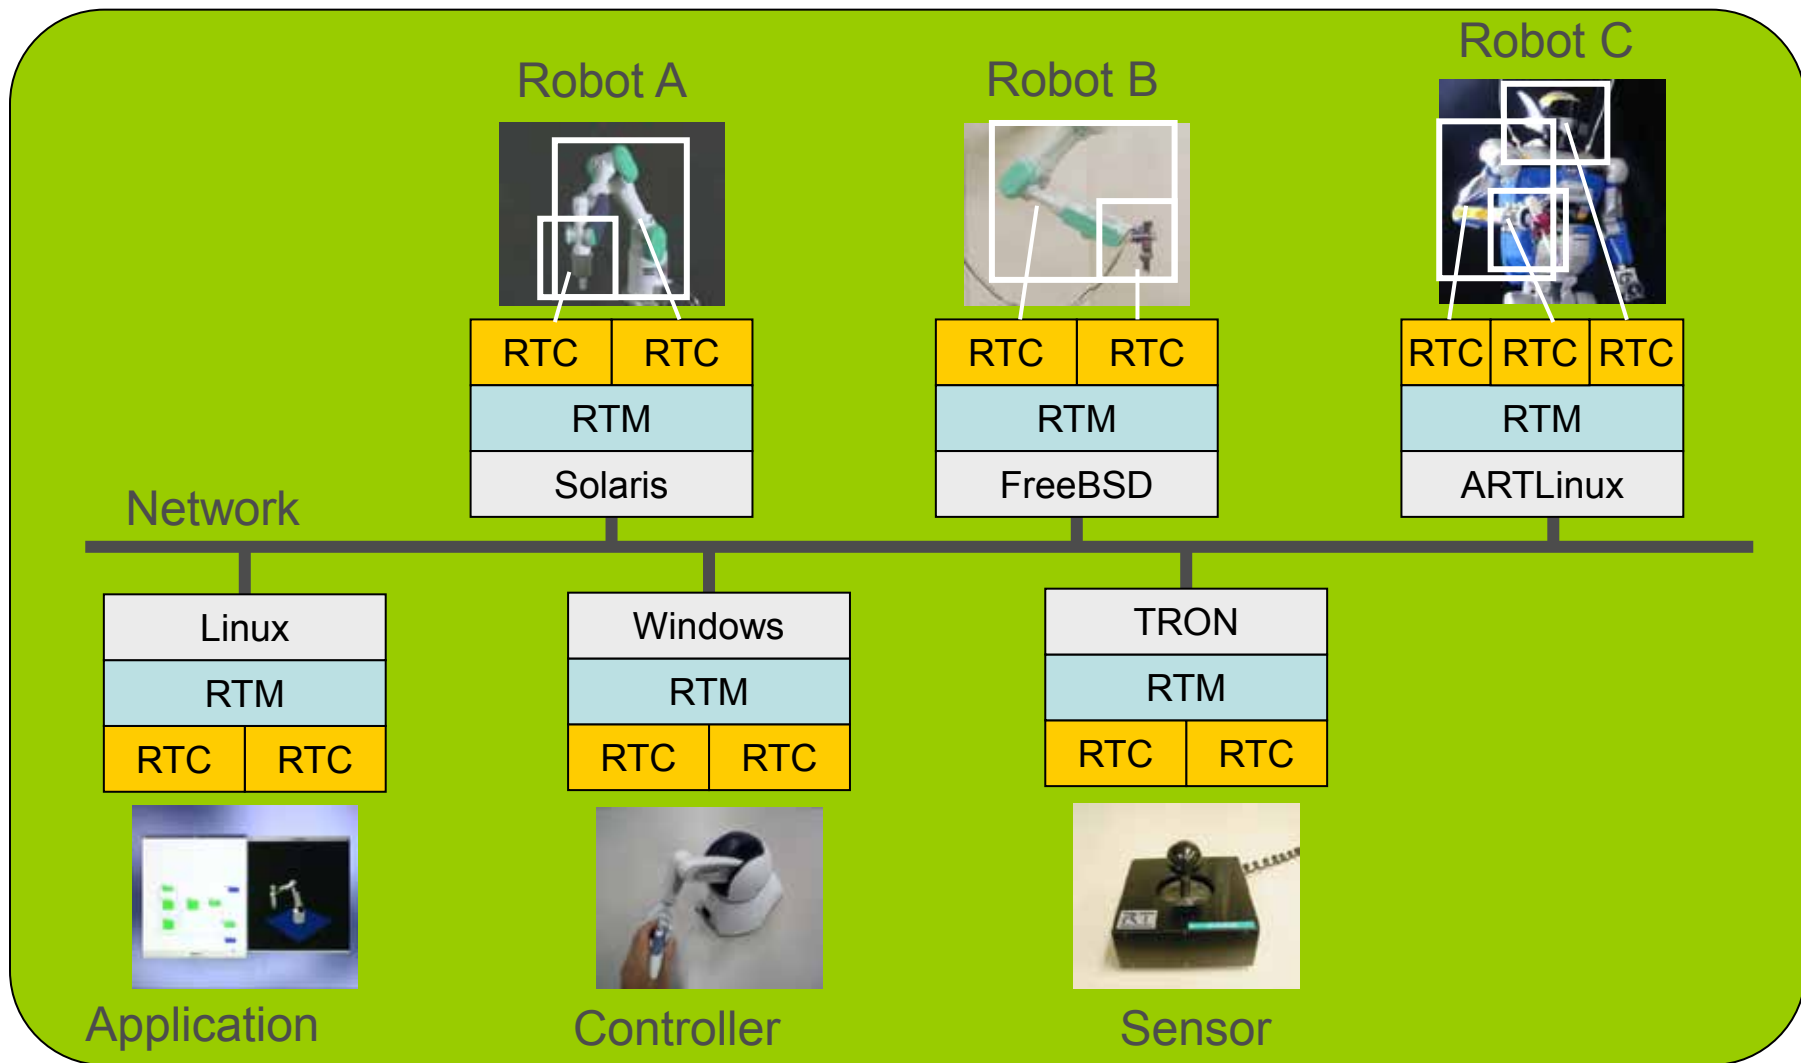 Robot A
Robot B
Robot C
RTC RTC
RTC RTC
RTC RTC RTC
RTM
RTM
RTM
Solaris
FreeBSD
ARTLinux
Network
Linux
Windows
TRON
RTM
RTM
RTM
RTC RTC
RTC RTC
RTC RTC
RT
Application
Controller
Sensor